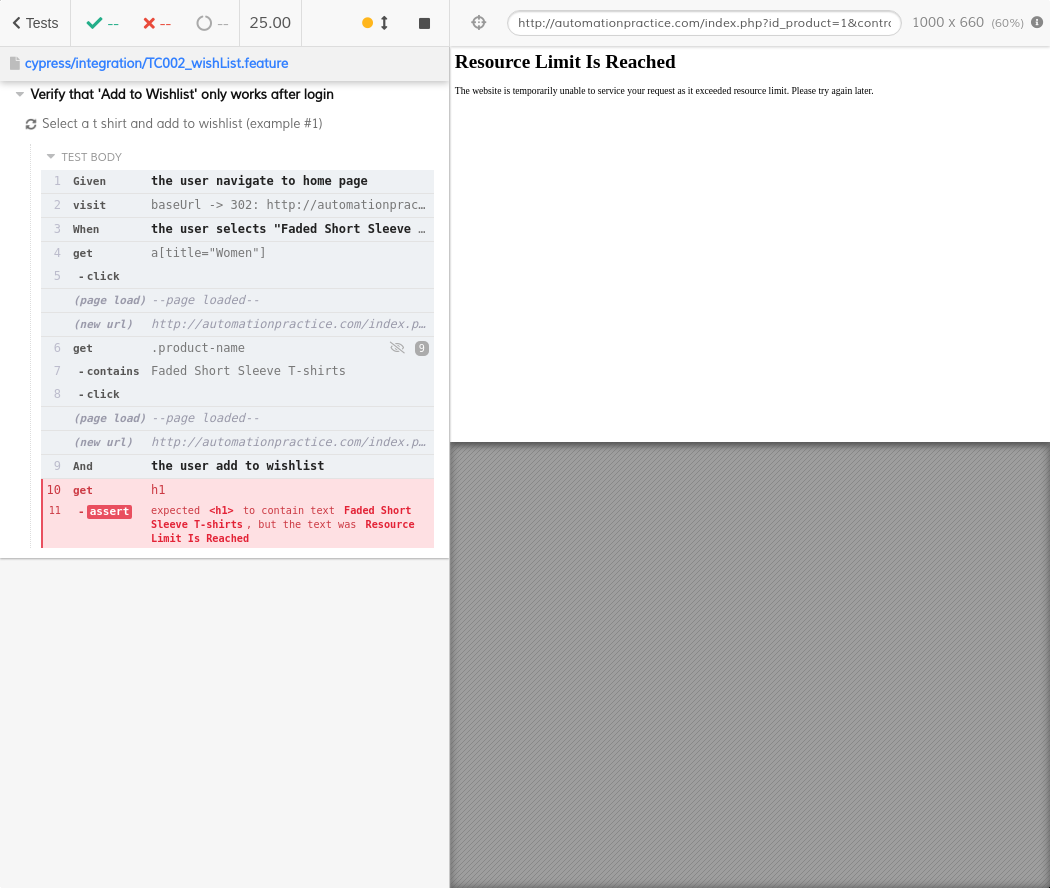 Tests
--
--
--
25.00
cypress/integration/TC002_wishList.feature
Verify that 'Add to Wishlist' only works after login
Select a t shirt and add to wishlist (example #1)
TEST BODY
1 Given the user navigate to home page
2 visit baseUrl -> 302: http://automationprac…
3 When the user selects "Faded Short Sleeve …
4 get a[title="Women"]
5 -click
(page load) --page loaded--
(new url) http://automationpractice.com/index.p…
6 get .product-name 9
7 -contains Faded Short Sleeve T-shirts
8 -click
(page load) --page loaded--
(new url) http://automationpractice.com/index.p…
9 And the user add to wishlist
10 get h1
11 -assert expected <h1> to contain text Faded Short
Sleeve T-shirts, but the text was Resource
Limit Is Reached
http://automationpractice.com/index.php?id_product=1&contro
1000 x 660 (60%)
Resource Limit Is Reached
The website is temporarily unable to service your request as it exceeded resource limit. Please try again later.